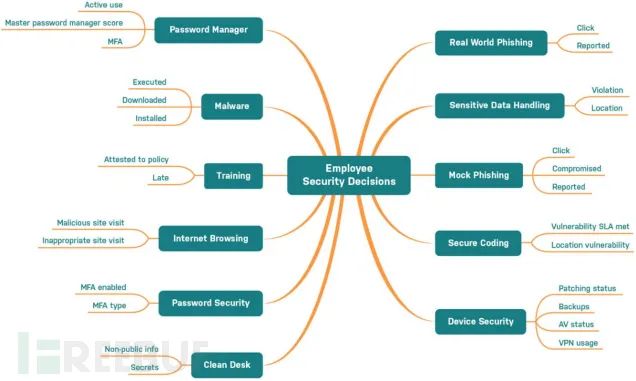 Active use
Master password manager score
MFA
Password Manager
Executed
Downloaded
Installed
Malware
Attested to policy
Late
Training
Malicious site visit
Inappropriate site visit
Internet Browsing
MFA enabled
MFA type
Password Security
Non-public info
Secrets
Clean Desk
Employee
Security Decisions
Real World Phishing
Click
Reported
Sensitive Data Handling
Violation
Location
Mock Phishing
Click
Compromised
Reported
Secure Coding
Vulnerability SLA met
Location vulnerability
Device Security
Patching status
Backups
AV status
VPN usage
FREEBUF